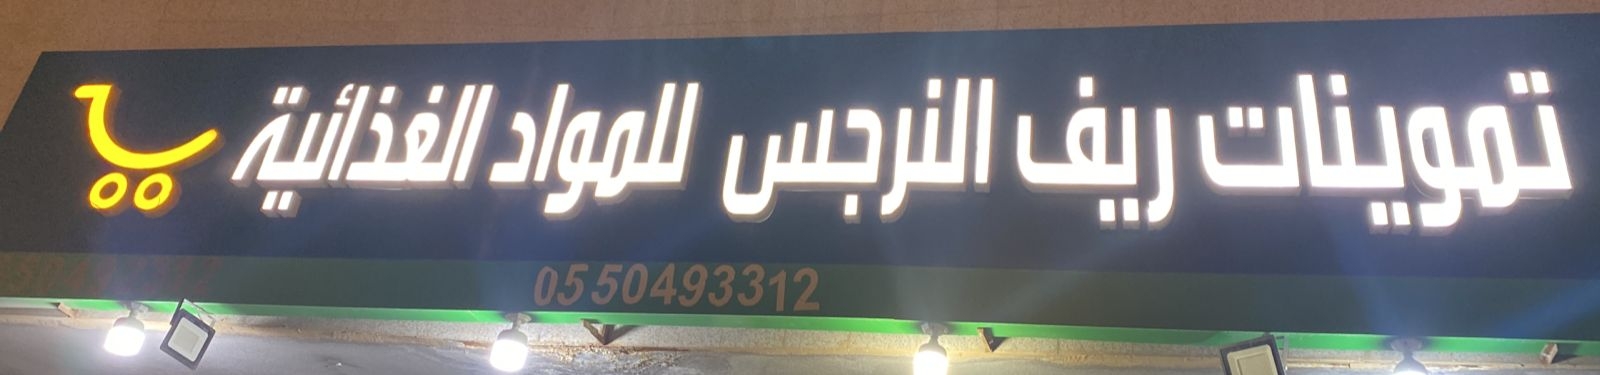 تموينات ريف النرجس للمواد الغذائية
0550493312